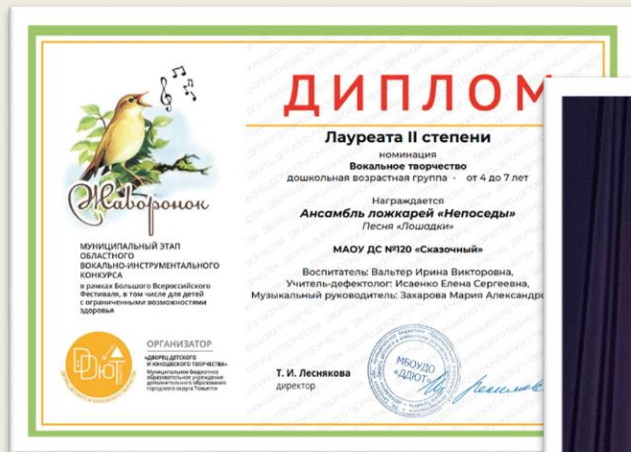 ДИПЛОМ
Лауреата II степени
номинация
Вокальное творчество
дошкольная возрастная группа - от 4 до 7 лет
Награждается
Ансамбль ложкарей «Непоседы»
Песня «Лошадки»
МАОУ ДС №120 «Сказочный»
Воспитатель: Вальтер Ирина Викторовна,
Учитель-дефектолог: Исаенко Елена Сергеевна,
Музыкальный руководитель: Захарова Мария Александро
Жаворонок
МУНИЦИПАЛЬНЫЙ ЭТАП
ОБЛАСТНОГО
ВОКАЛЬНО-ИНСТРУМЕНТАЛЬНОГО
КОНКУРСА
в рамках Большого Всероссийского
Фестиваля, в том числе для детей
с ограниченными возможностями
здоровья
ДДЮТ
ОРГАНИЗАТОР
«ДВОРЕЦ ДЕТСКОГО
И ЮНОШЕСКОГО ТВОРЧЕСТВА»
Муниципальное бюджетное
образовательное учреждение
дополнительного образования
городского округа Тольятти
Т. И. Леснякова
директор
МБОУДО
«ДДЮТ»